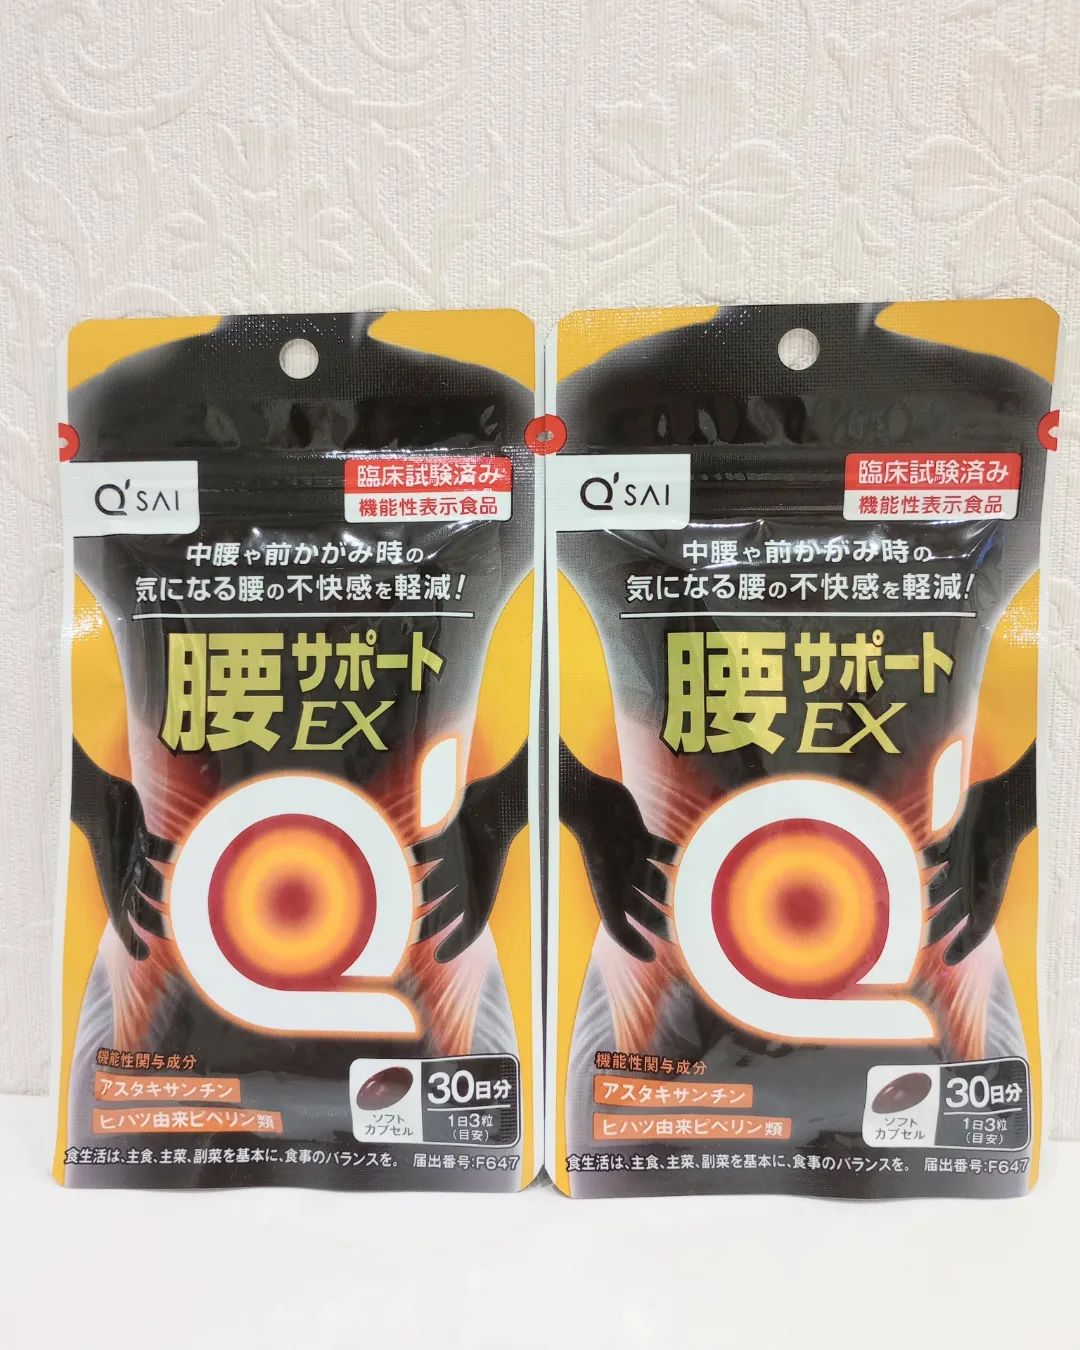 Q'SAI
臨床試験済み
機能性表示食品
中腰や前かがみ時の
気になる腰の不快感を軽減!
腰サポート
EX
機能性関与成分
アスタキサンチン
ヒハツ由来ピペリン類
ソフト
カプセル
30日分
1日3粒
(目安)
食生活は、主食、主菜、副菜を基本に、食事のバランスを。 届出番号:F647
Q'SAI
臨床試験済み
機能性表示食品
中腰や前かがみ時の
気になる腰の不快感を軽減!
腰サポート
EX
機能性関与成分
アスタキサンチン
ヒハツ由来ピペリン類
ソフト
カプセル
30日分
1日3粒
(目安)
食生活は、主食、主菜、副菜を基本に、食事のバランスを。 届出番号:F647